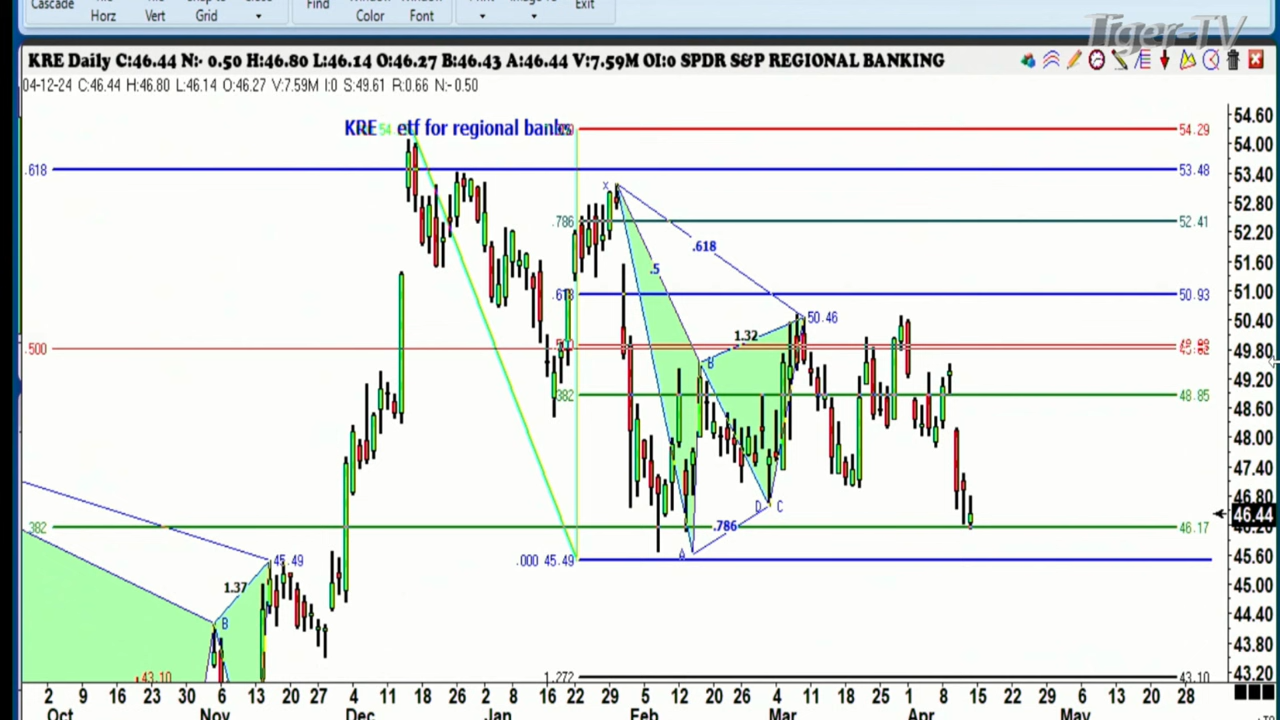 Cascade
Horz
Vert
Grid
Find
Color
Window
Font
Exit
Tiger-TV
KRE Daily C:46.44 N:- 0.50 H:46.80 L:46.14 O:46.27 B:46.43 A:46.44 V:7.59M OI:0 SPDR S&P REGIONAL BANKING
04-12-24 C:46.44 H:46.80 L:46.14 O:46.27 V:7.59M I:0 S:49.61 R:0.66 N:-0.50
KRE etf for regional banks
54.29
54.60
54.00
.618
53.48
53.40
X
52.80
.786
52.41
52.20
.618
.5
51.60
.618
50.93
51.00
50.46
50.40
1.32
.500
49.80
B
49.20
.382
48.85
48.60
48.00
47.40
46.80
D C
46.44
.382
.786
46.17
A
45.49
.000 45.49
45.60
1.37
45.00
44.40
B
43.80
43.10
1.272
43.10
43.20
2 9 16 23 30 6 13 20 27 4 11 18 26 2 8 16 22 29 5 12 20 26 4 11 18 25 1 8 15 22 29 6 13 20 28
Oct Nov Dec Jan Feb Mar Apr May